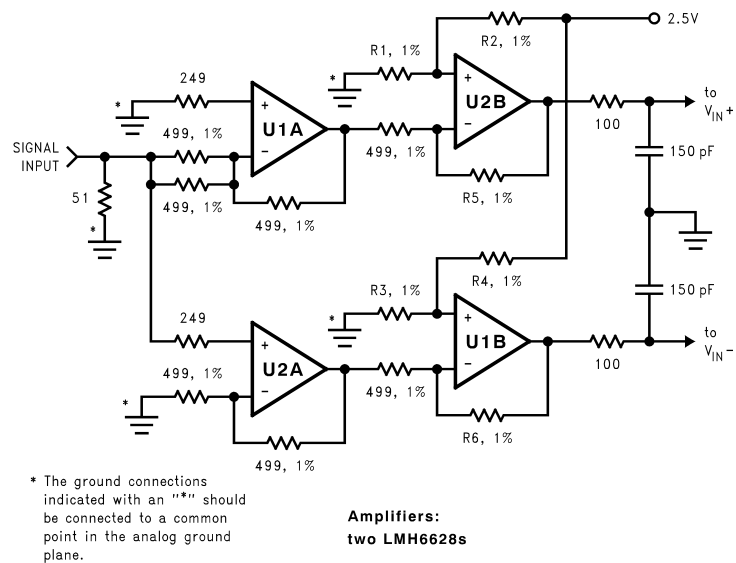 R2, 1%
2.5V
R1, 1%
*
249
*
+
U2B
−
to
VIN+
100
499, 1%
+
U1A
−
499, 1%
SIGNAL
INPUT
150 pF
51
499, 1%
R5, 1%
*
499, 1%
R4, 1%
R3, 1%
150 pF
*
249
+
U1B
−
to
VIN−
100
499, 1%
+
U2A
−
499, 1%
*
R6, 1%
499, 1%
* The ground connections
indicated with an "*" should
be connected to a common
point in the analog ground
plane.
Amplifiers:
two LMH6628s